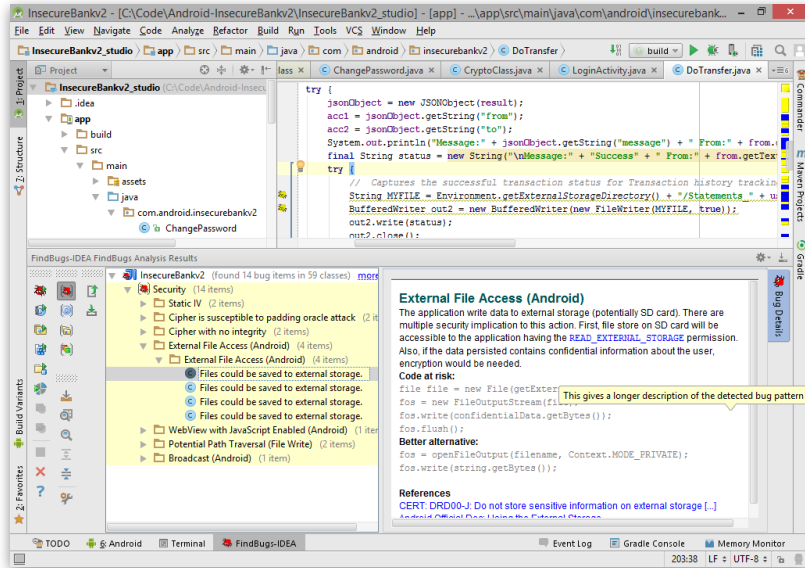 InsecureBankv2 - [C:\Code\Android-InsecureBankv2\InsecureBankv2_studio] - [app] - ...\app\src\main\java\com\android\insecurebank...
File Edit View Navigate Code Analyze Refactor Build Run Tools VCS Window Help
InsecureBankv2_studio app src main java com android insecurebankv2 DoTransfer build
1: Project
Project
lass ChangePassword.java CryptoClass.java LoginActivity.java DoTransfer.java
InsecureBankv2_studio (C:\Code\Android-Insecu
.idea
app
build
src
main
assets
java
com.android.insecurebankv2
ChangePassword
try {
jsonObject = new JSONObject(result);
acc1 = jsonObject.getString("from");
acc2 = jsonObject.getString("to");
System.out.println("Message:" + jsonObject.getString("message") + " From:" + from.
final String status = new String("\nMessage:" + "Success" + " From:" + from.getTex
try {
// Captures the successful transaction status for Transaction history trackin
String MYFILE = Environment.getExternalStorageDirectory() + "/Statements_" + u
BufferedWriter out2 = new BufferedWriter(new FileWriter(MYFILE, true));
out2.write(status);
out2.close();
Commander
Maven Projects
Gradle
7: Structure
Build Variants
2: Favorites
FindBugs-IDEA FindBugs Analysis Results
InsecureBankv2 (found 14 bug items in 59 classes) more
Security (14 items)
Static IV (2 items)
Cipher is susceptible to padding oracle attack (2 it
Cipher with no integrity (2 items)
External File Access (Android) (4 items)
External File Access (Android) (4 items)
Files could be saved to external storage.
Files could be saved to external storage.
Files could be saved to external storage.
Files could be saved to external storage.
WebView with JavaScript Enabled (Android) (1 iter
Potential Path Traversal (File Write) (2 items)
Broadcast (Android) (1 item)
External File Access (Android)
The application write data to external storage (potentially SD card). There are
multiple security implication to this action. First, file store on SD card will be
accessible to the application having the READ_EXTERNAL_STORAGE permission.
Also, if the data persisted contains confidential information about the user,
encryption would be needed.
Code at risk:
file file = new File(getExter
fos = new FileOutputStream(fil
fos.write(confidentialData.getBytes());
fos.flush();
This gives a longer description of the detected bug pattern
Better alternative:
fos = openFileOutput(filename, Context.MODE_PRIVATE);
fos.write(string.getBytes());
References
CERT: DRD00-J: Do not store sensitive information on external storage [...]
Android Official Doc: Using the External Storage
Bug Details
TODO 6: Android Terminal FindBugs-IDEA Event Log Gradle Console Memory Monitor
203:38 LF UTF-8